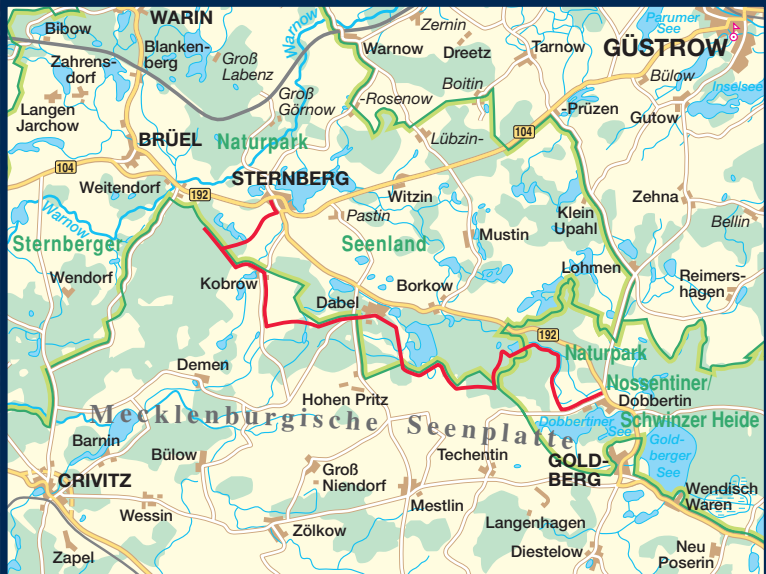 WARIN
Zernin
Parumer
See
Bibow
Blanken-
berg
Warnow
Warnow
Dreetz
Tarnow
GÜSTROW
Zahrens-
dorf
Groß
Labenz
Boitin
Bülow
Groß
Görnow
-Rosenow
Inselsee
Langen
Jarchow
-Prüzen
Gutow
BRÜEL
Naturpark
Lübzin-
104
104
STERNBERG
Weitendorf
192
Witzin
Zehna
Warnow
Pastin
Klein
Upahl
Bellin
Sternberger
Seenland
Mustin
Wendorf
Lohmen
Reimers-
hagen
Kobrow
Borkow
Dabel
192
Naturpark
Demen
Nossentiner/
Hohen Pritz
Dobbertin
Mecklenburgische Seenplatte
Dobbertiner
See
Schwinzer Heide
Barnin
Bülow
Techentin
GOLD-
BERG
Gold-
berger
See
CRIVITZ
Groß
Niendorf
Wendisch
Waren
Mestlin
Wessin
Langenhagen
Zölkow
Zapel
Diestelow
Neu
Poserin